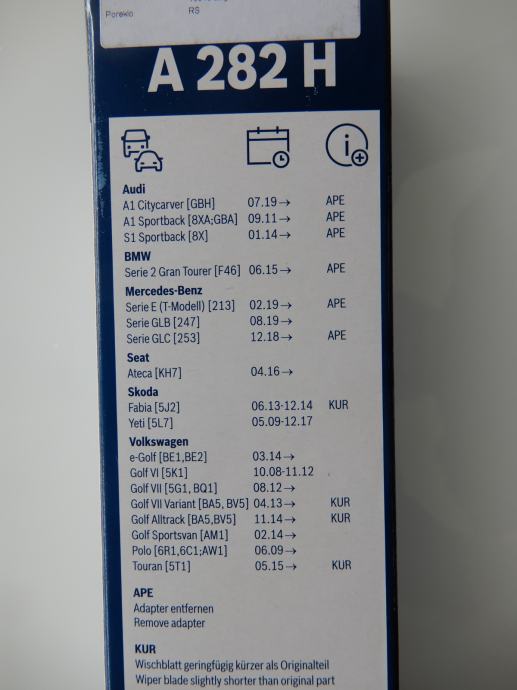 Poreklo RS
A 282 H
Audi
A1 Citycarver [GBH] 07.19→ APE
A1 Sportback [8XA;GBA] 09.11→ APE
S1 Sportback [8X] 01.14→ APE
BMW
Serie 2 Gran Tourer [F46] 06.15→ APE
Mercedes-Benz
Serie E (T-Modell) [213] 02.19→ APE
Serie GLB [247] 08.19→
Serie GLC [253] 12.18→ APE
Seat
Ateca [KH7] 04.16→
Skoda
Fabia [5J2] 06.13-12.14 KUR
Yeti [5L7] 05.09-12.17
Volkswagen
e-Golf [BE1,BE2] 03.14→
Golf VI [5K1] 10.08-11.12
Golf VII [5G1, BQ1] 08.12→
Golf VII Variant [BA5, BV5] 04.13→ KUR
Golf Alltrack [BA5,BV5] 11.14→ KUR
Golf Sportsvan [AM1] 02.14→
Polo [6R1,6C1;AW1] 06.09→
Touran [5T1] 05.15→ KUR
APE
Adapter entfernen
Remove adapter
KUR
Wischblatt geringfügig kürzer als Originalteil
Wiper blade slightly shorter than original part